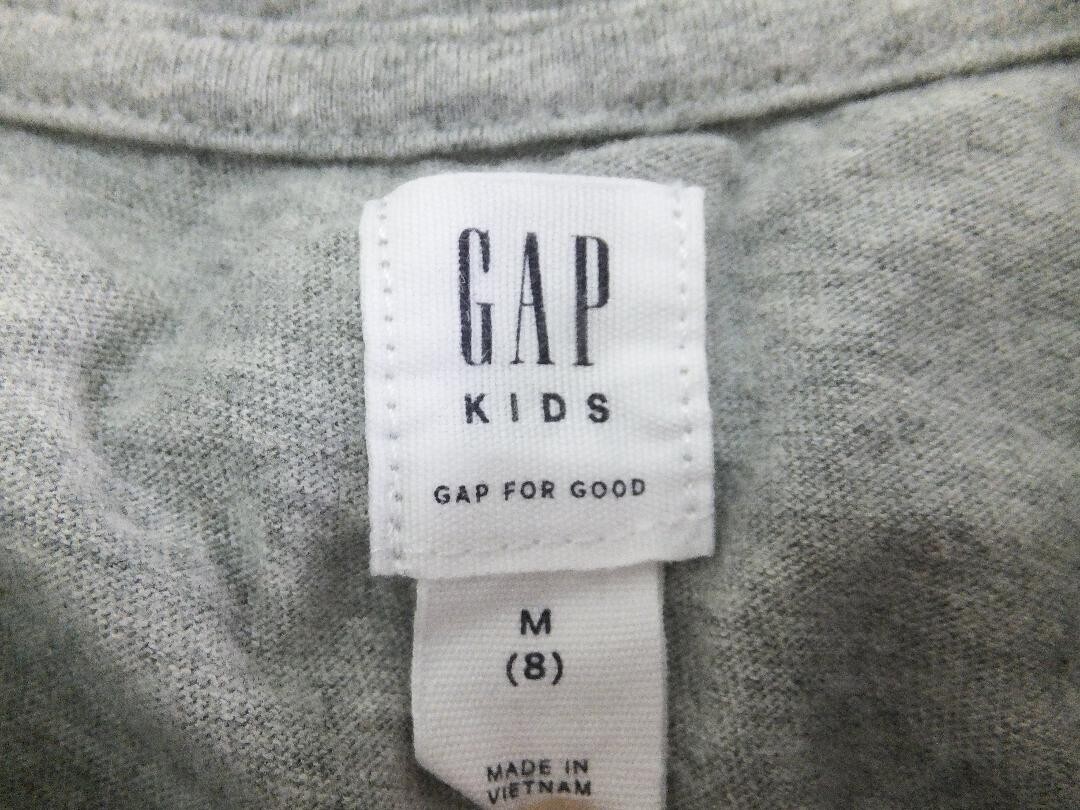 GAP
KIDS
GAP FOR GOOD
M
(8)
MADE IN
VIETNAM